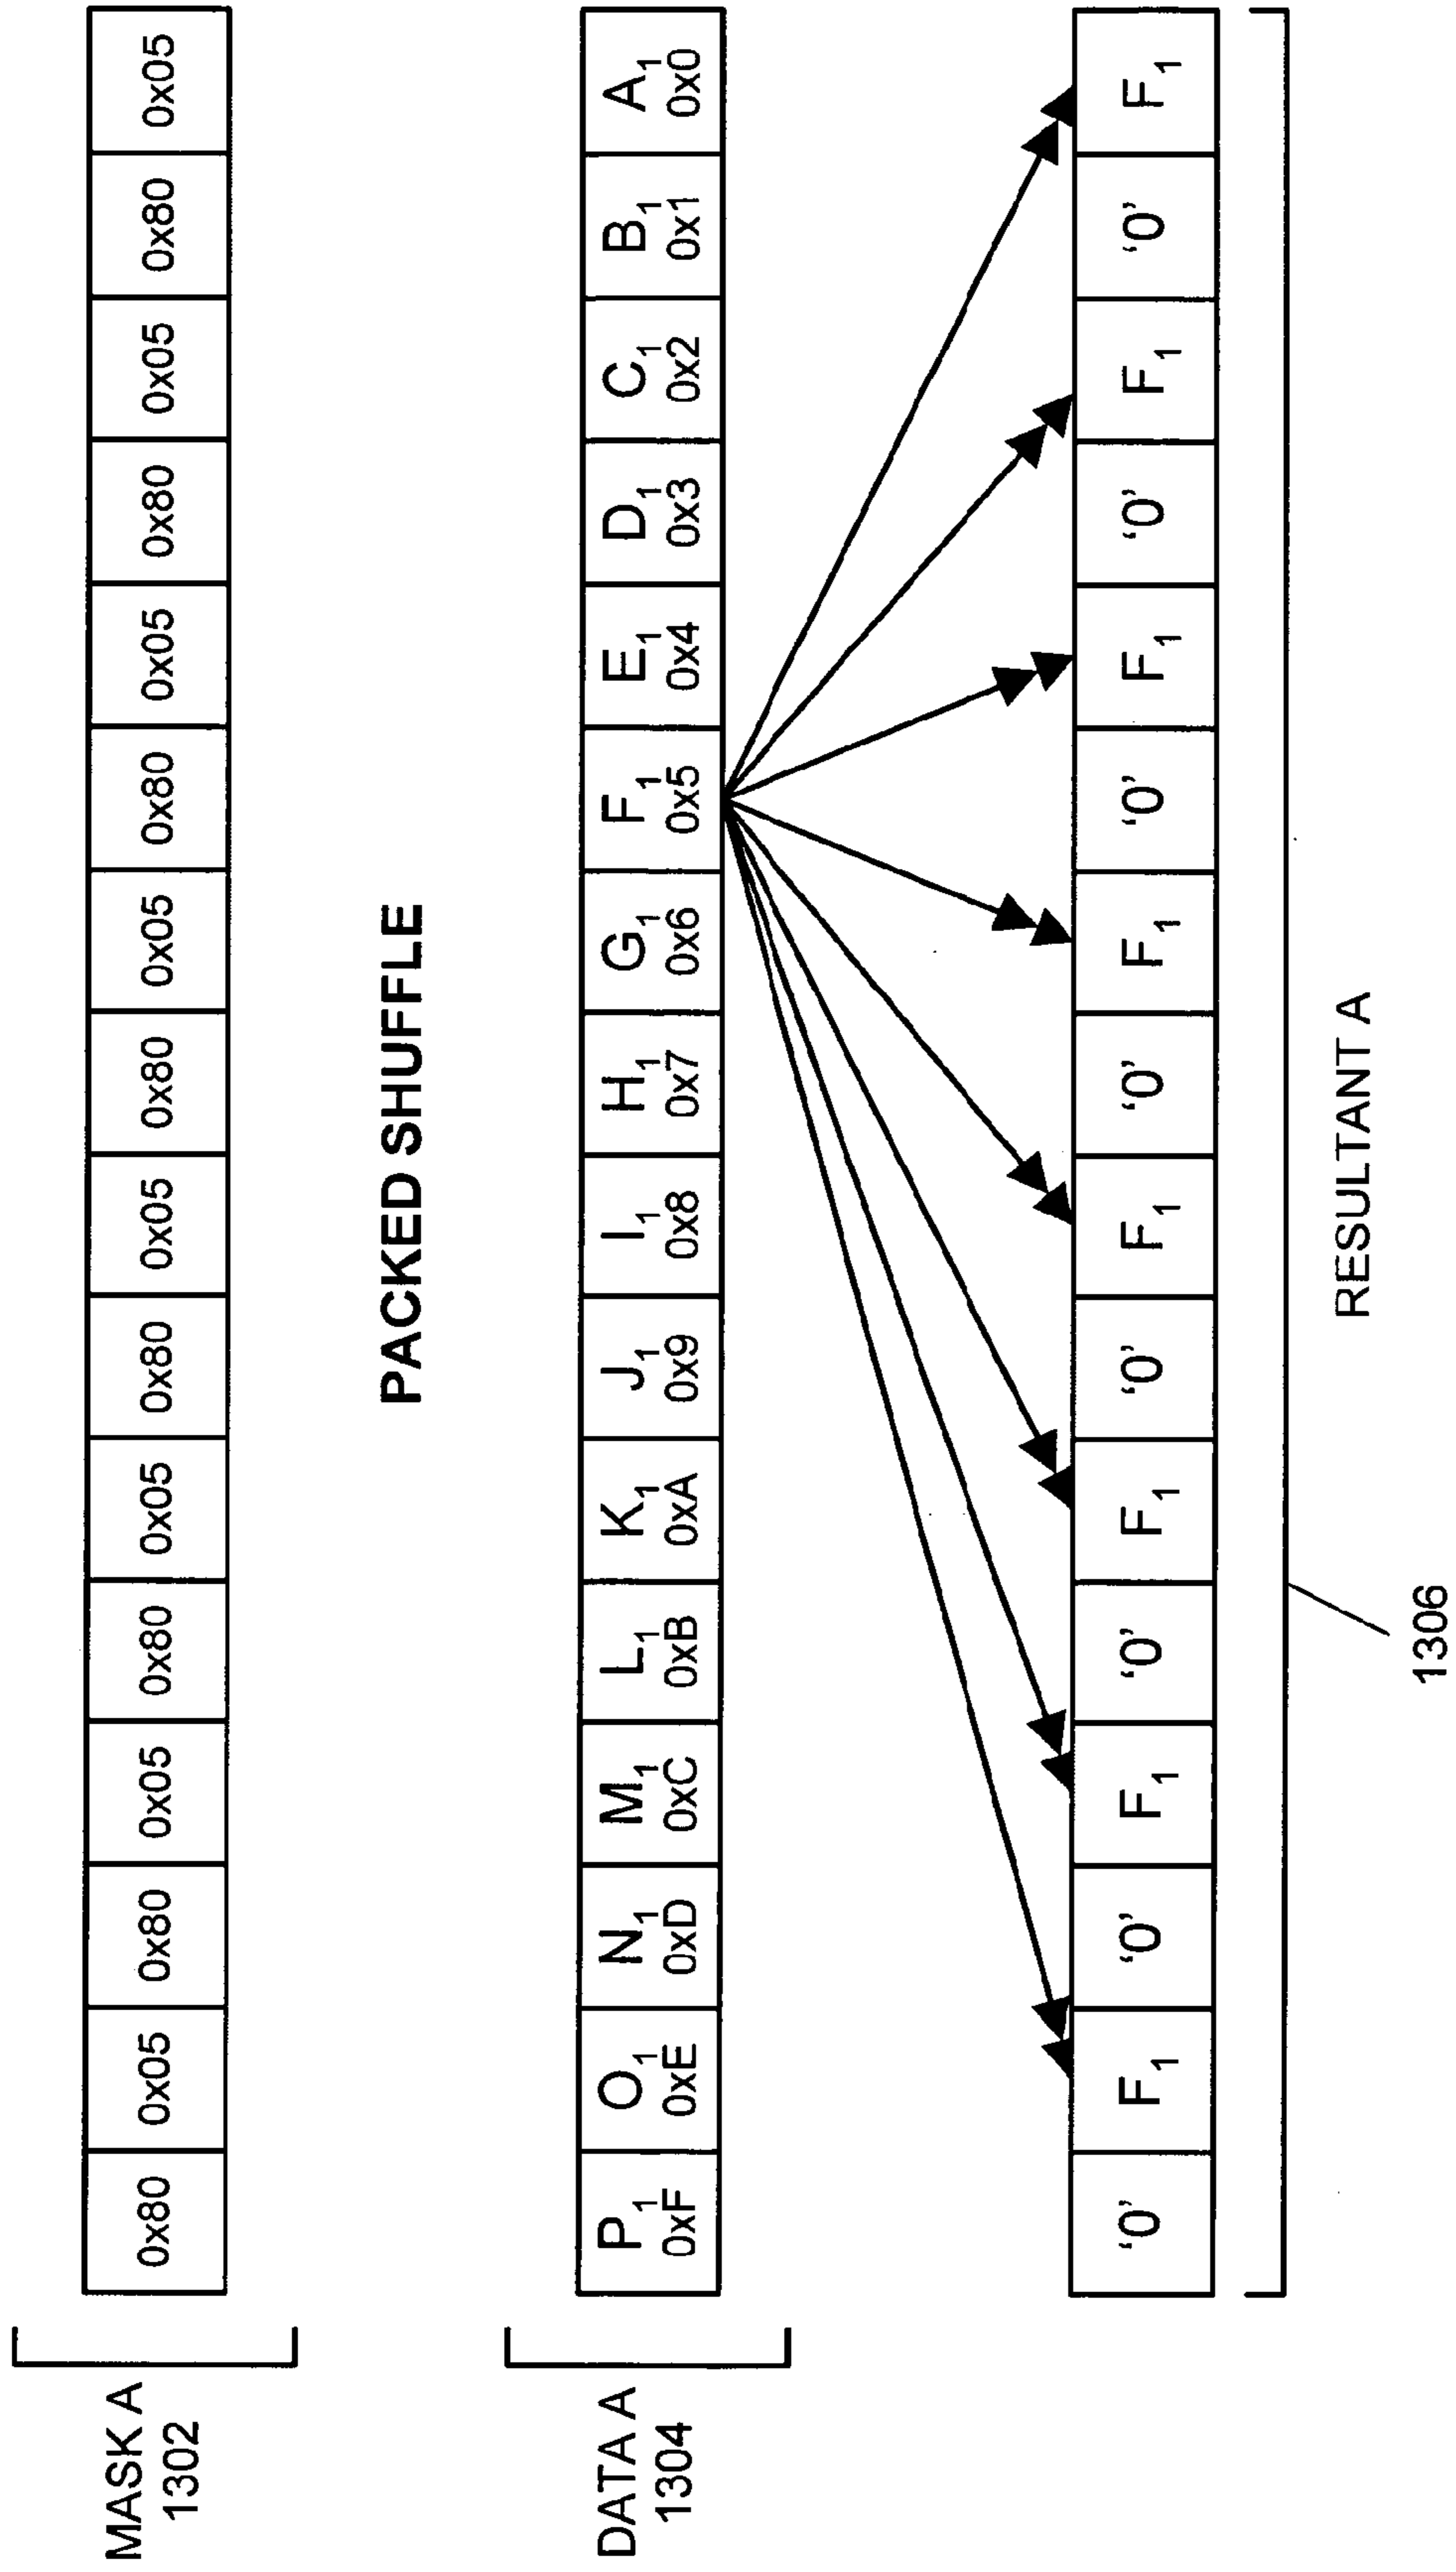 MASK A
1302
0x80 0x05 0x80 0x05 0x80 0x05 0x80 0x05 0x80 0x05 0x80 0x05 0x80 0x05 0x80 0x05
PACKED SHUFFLE
DATA A
1304
P1 O1 N1 M1 L1 K1 J1 I1 H1 G1 F1 E1 D1 C1 B1 A1
0xF 0xE 0xD 0xC 0xB 0xA 0x9 0x8 0x7 0x6 0x5 0x4 0x3 0x2 0x1 0x0
‘0’ F1 ‘0’ F1 ‘0’ F1 ‘0’ F1 ‘0’ F1 ‘0’ F1 ‘0’ F1 ‘0’ F1
RESULTANT A
1306